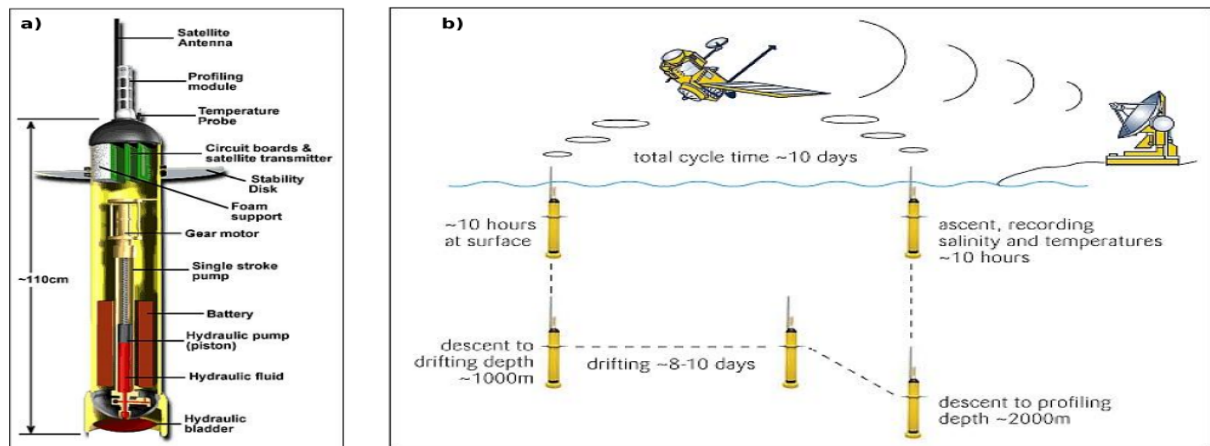 a)
Satellite
Antenna
Profiling
module
Temperature
Probe
Circuit boards &
satellite transmitter
Stability
Disk
Foam
support
Gear motor
Single stroke
pump
~110cm
Battery
Hydraulic pump
(piston)
Hydraulic fluid
Hydraulic
bladder
b)
total cycle time ~10 days
~10 hours
at surface
ascent, recording
salinity and temperatures
~10 hours
descent to
drifting depth
~1000m
drifting ~8-10 days
descent to profiling
depth ~2000m